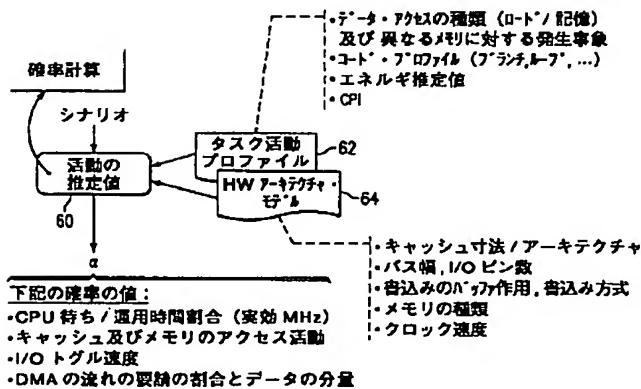 ・データ・アクセスの種類（ロード/ 記憶）
及び 異なるメモリに対する発生事象
・コード・プロファイル（ブランチ,ループ, ...）
・エネルギ推定値
・CPI
確率計算
シナリオ
タスク活動
プロファイル
62
活動の
推定値
60
HW アーキテクチャ・
モデル
64
α
・キャッシュ寸法 / アーキテクチャ
・バス幅, I/O ピン数
・書込みのバッファ作用, 書込み方式
・メモリの種類
・クロック速度
下記の確率の値：
・CPU 待ち / 運用時間割合（実効 MHz）
・キャッシュ及びメモリのアクセス活動
・I/O トグル速度
・DMA の流れの要請の割合とデータの分量